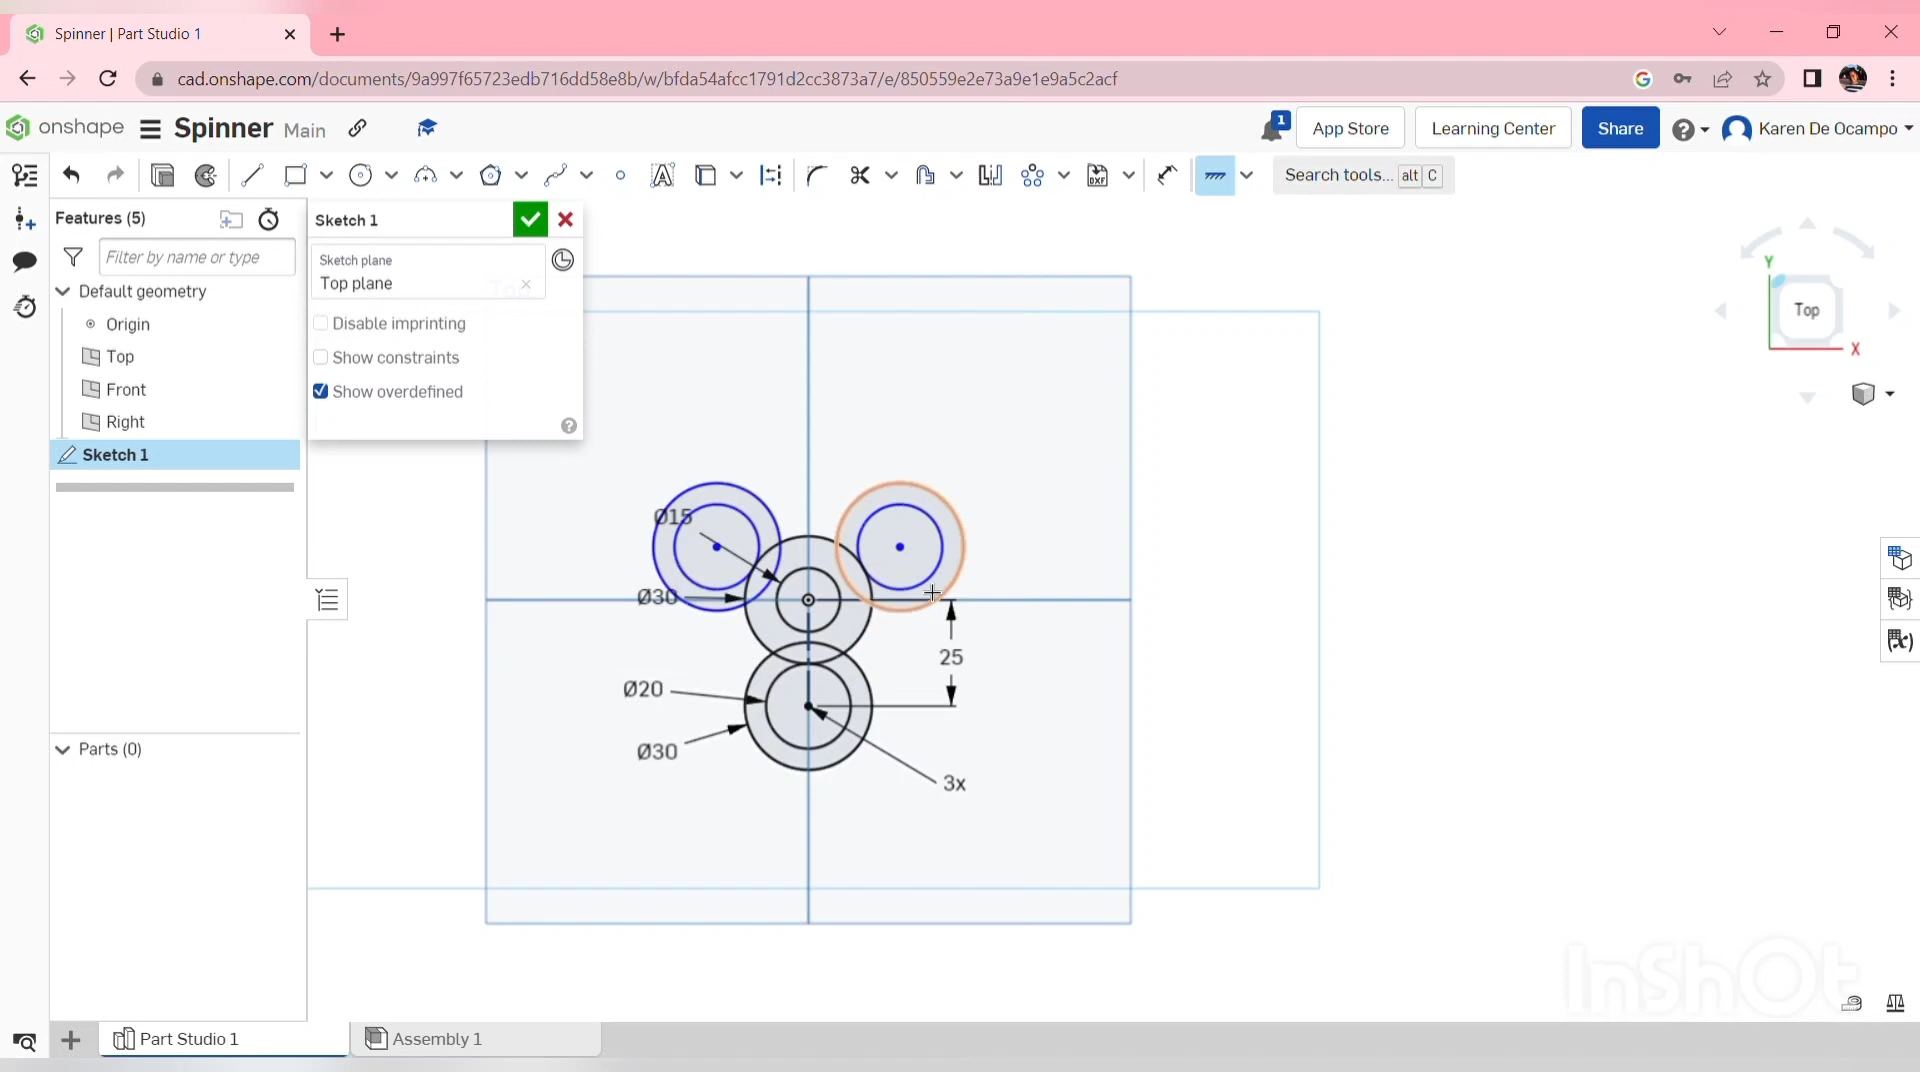 Spinner | Part Studio 1
cad.onshape.com/documents/9a997f65723edb716dd58e8b/w/bfda54afcc1791d2cc3873a7/e/850559e2e73a9e1e9a5c2acf
onshape Spinner Main
1 App Store Learning Center Share Karen De Ocampo
Search tools... alt C
Features (5)
Filter by name or type
Default geometry
Origin
Top
Front
Right
Sketch 1
Parts (0)
Sketch 1
Sketch plane
Top plane
Disable imprinting
Show constraints
Show overdefined
Top
Y
Top
X
Ø15
Ø30
25
Ø20
Ø30
3x
InShOt
Part Studio 1
Assembly 1